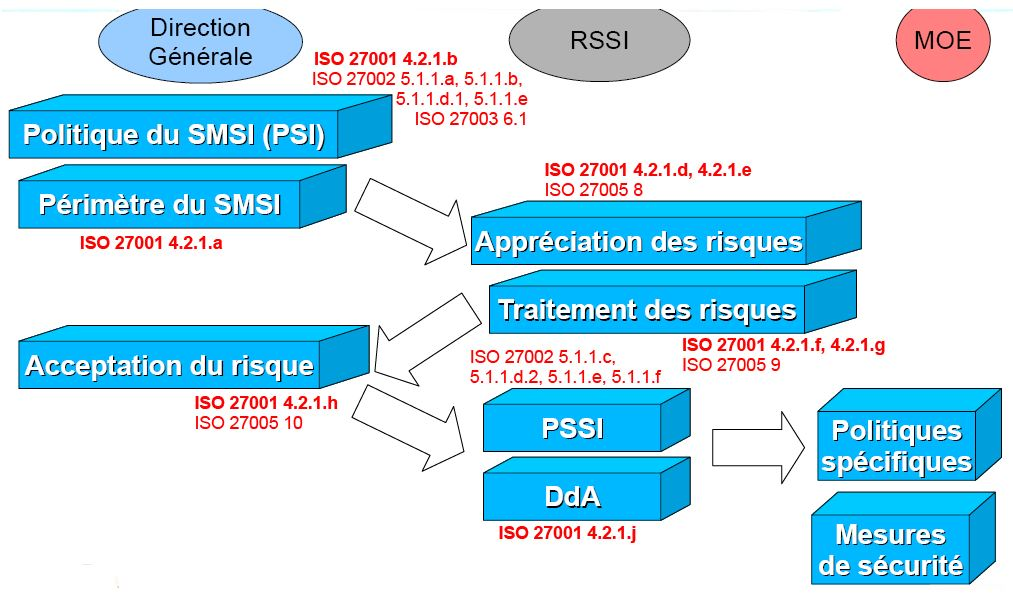 Direction
Générale
RSSI
MOE
ISO 27001 4.2.1.b
ISO 27002 5.1.1.a, 5.1.1.b,
5.1.1.d.1, 5.1.1.e
ISO 27003 6.1
Politique du SMSI (PSI)
Périmètre du SMSI
ISO 27001 4.2.1.a
ISO 27001 4.2.1.d, 4.2.1.e
ISO 27005 8
Appréciation des risques
Traitement des risques
ISO 27001 4.2.1.f, 4.2.1.g
ISO 27005 9
Acceptation du risque
ISO 27001 4.2.1.h
ISO 27005 10
ISO 27002 5.1.1.c,
5.1.1.d.2, 5.1.1.e, 5.1.1.f
PSSI
DdA
ISO 27001 4.2.1.j
Politiques
spécifiques
Mesures
de sécurité